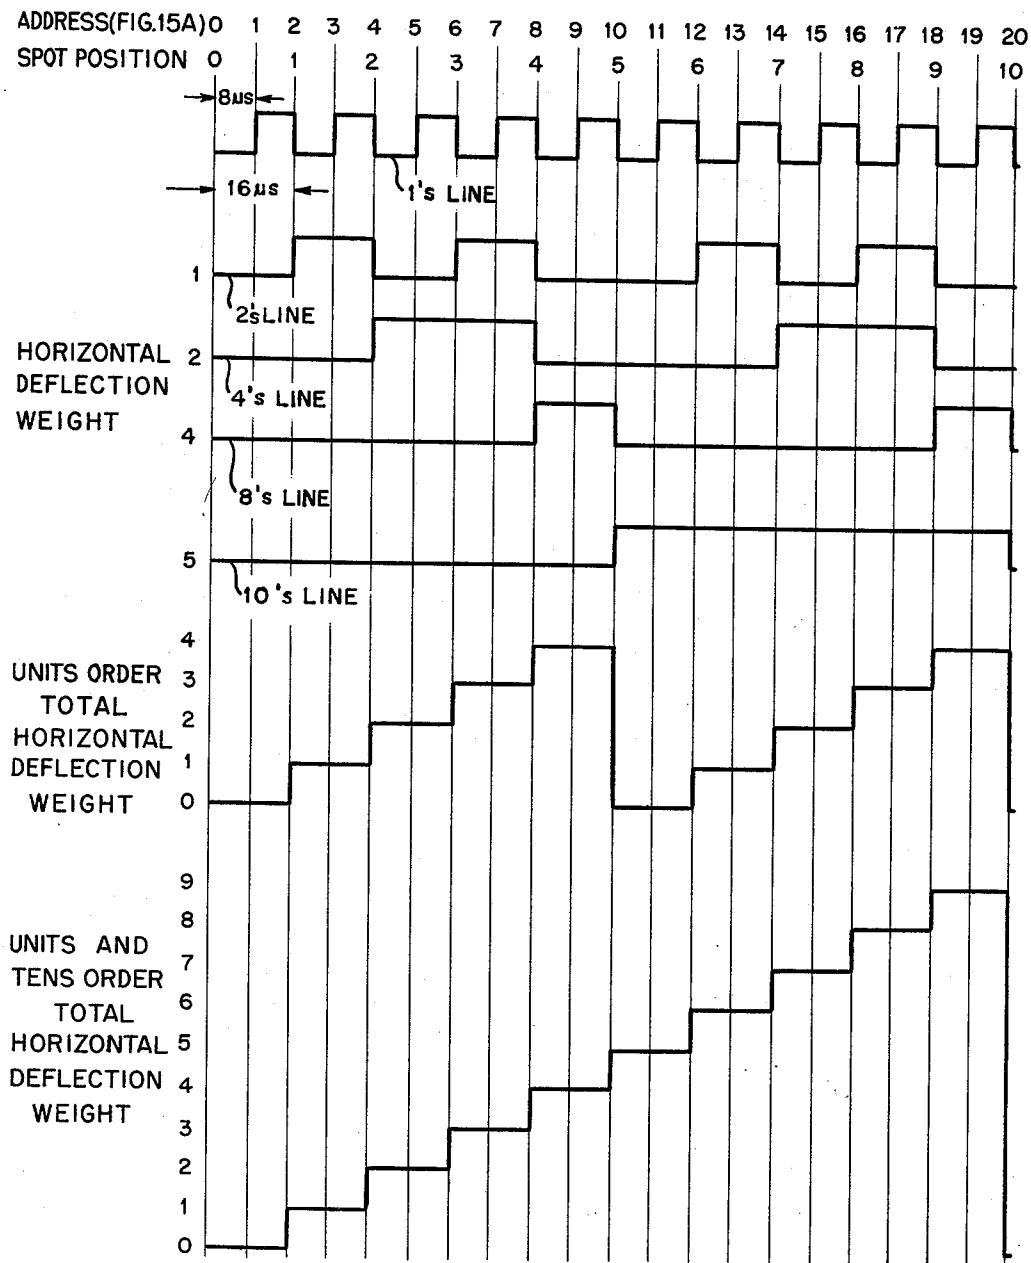 ADDRESS(FIG.15A) 0 1 2 3 4 5 6 7 8 9 10 11 12 13 14 15 16 17 18 19 20
SPOT POSITION 0 1 2 3 4 5 6 7 8 9 10
8µs
16µs
1's LINE
1
2's LINE
HORIZONTAL
DEFLECTION
WEIGHT
2
4's LINE
4
8's LINE
5
10's LINE
UNITS ORDER
TOTAL
HORIZONTAL
DEFLECTION
WEIGHT
4
3
2
1
0
UNITS AND
TENS ORDER
TOTAL
HORIZONTAL
DEFLECTION
WEIGHT
9
8
7
6
5
4
3
2
1
0